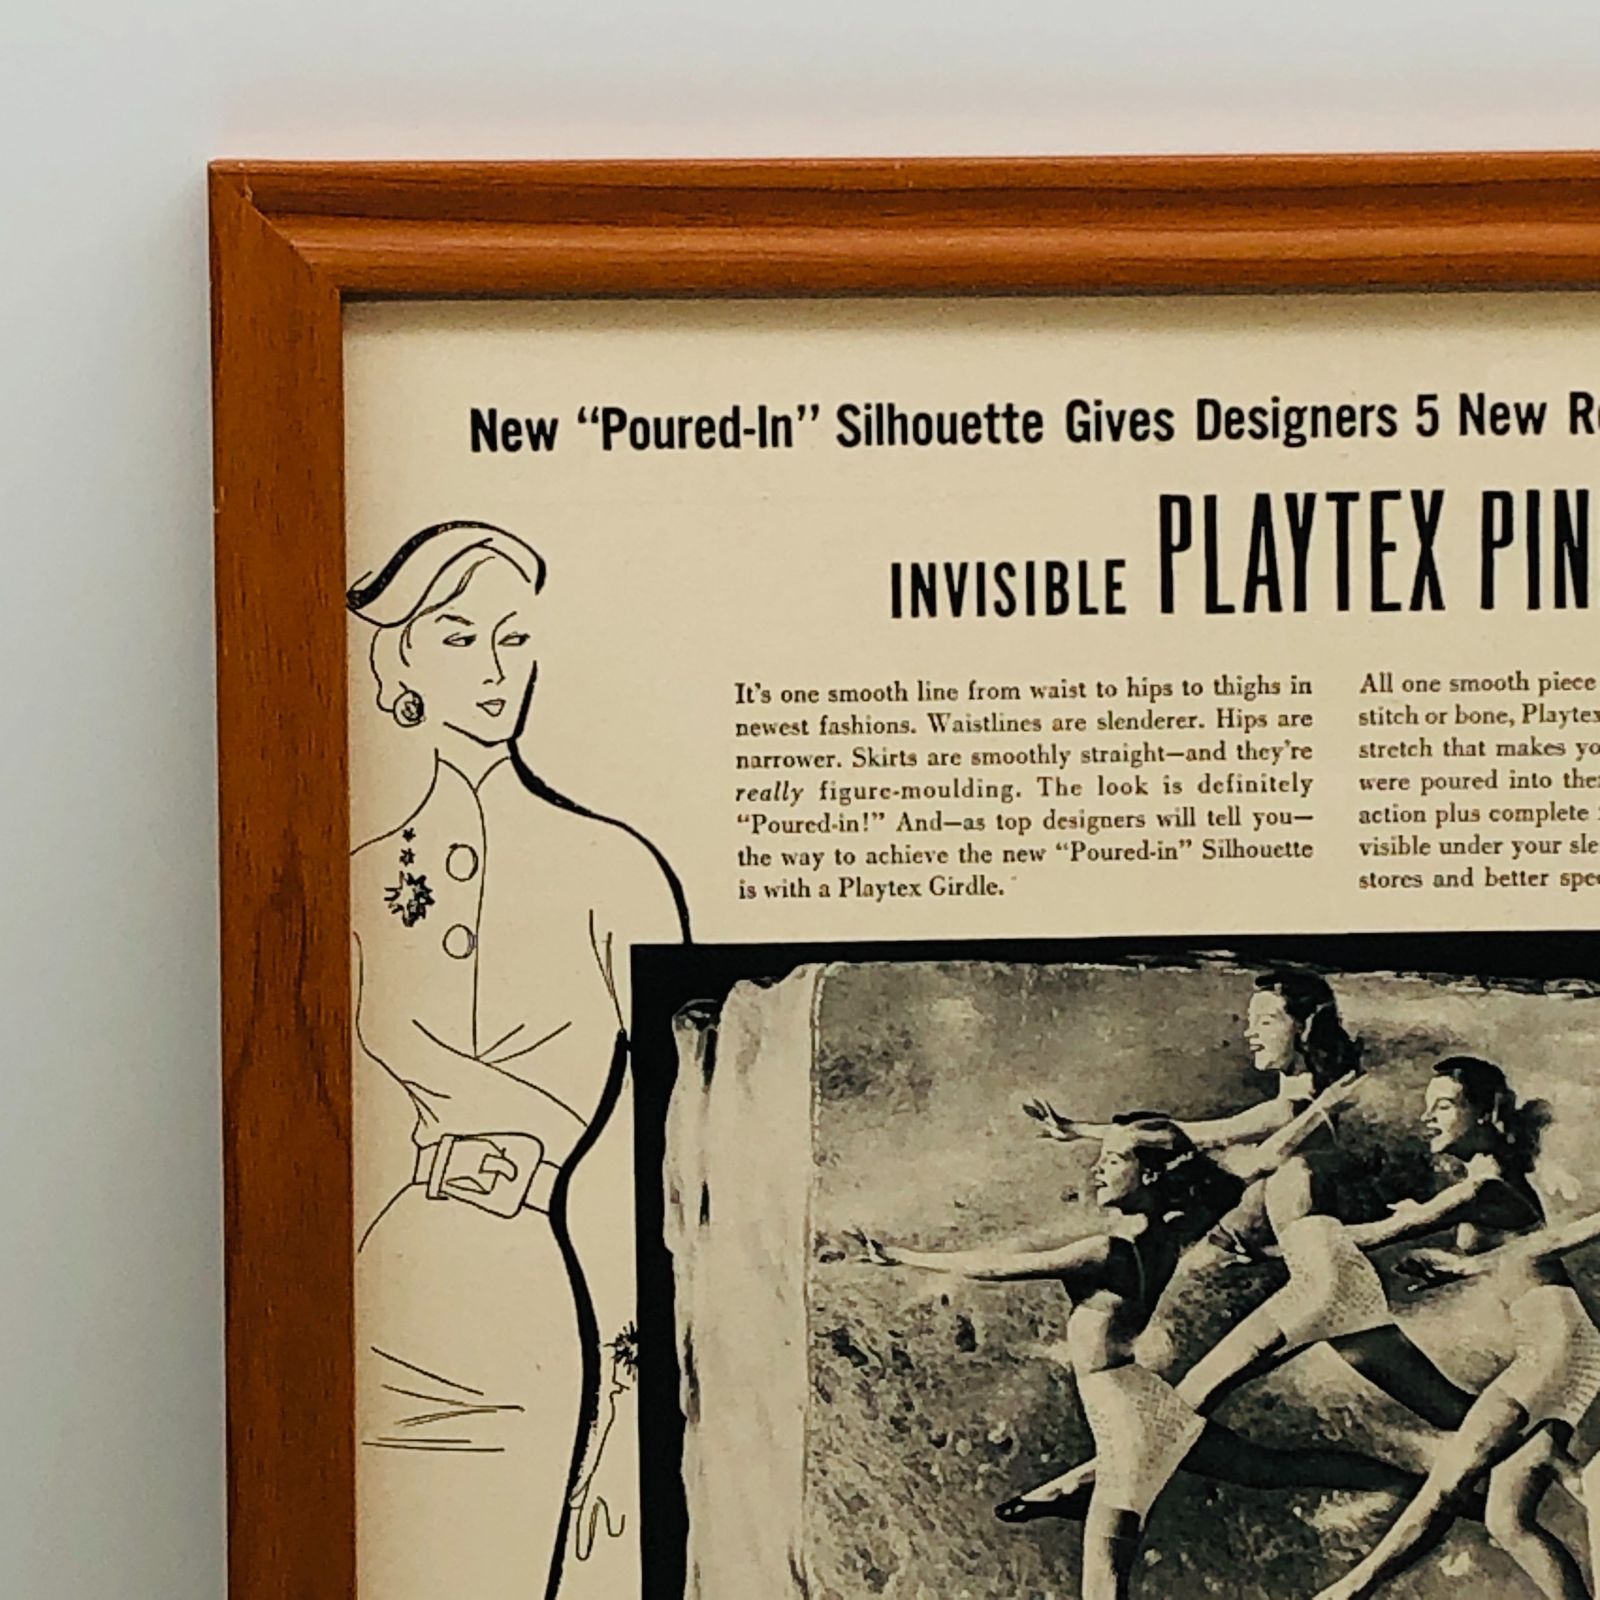 New “Poured-In” Silhouette Gives Designers 5 New
INVISIBLE PLAYTEX PIN
It's one smooth line from waist to hips to thighs in
newest fashions. Waistlines are slenderer. Hips are
narrower. Skirts are smoothly straight—and they're
really figure-moulding. The look is definitely
“Poured-in!” And—as top designers will tell you—
the way to achieve the new “Poured-in” Silhouette
is with a Playtex Girdle.
All one smooth piece
stitch or bone, Playtex
stretch that makes yo
were poured into the
action plus complete
visible under your sle
stores and better spe